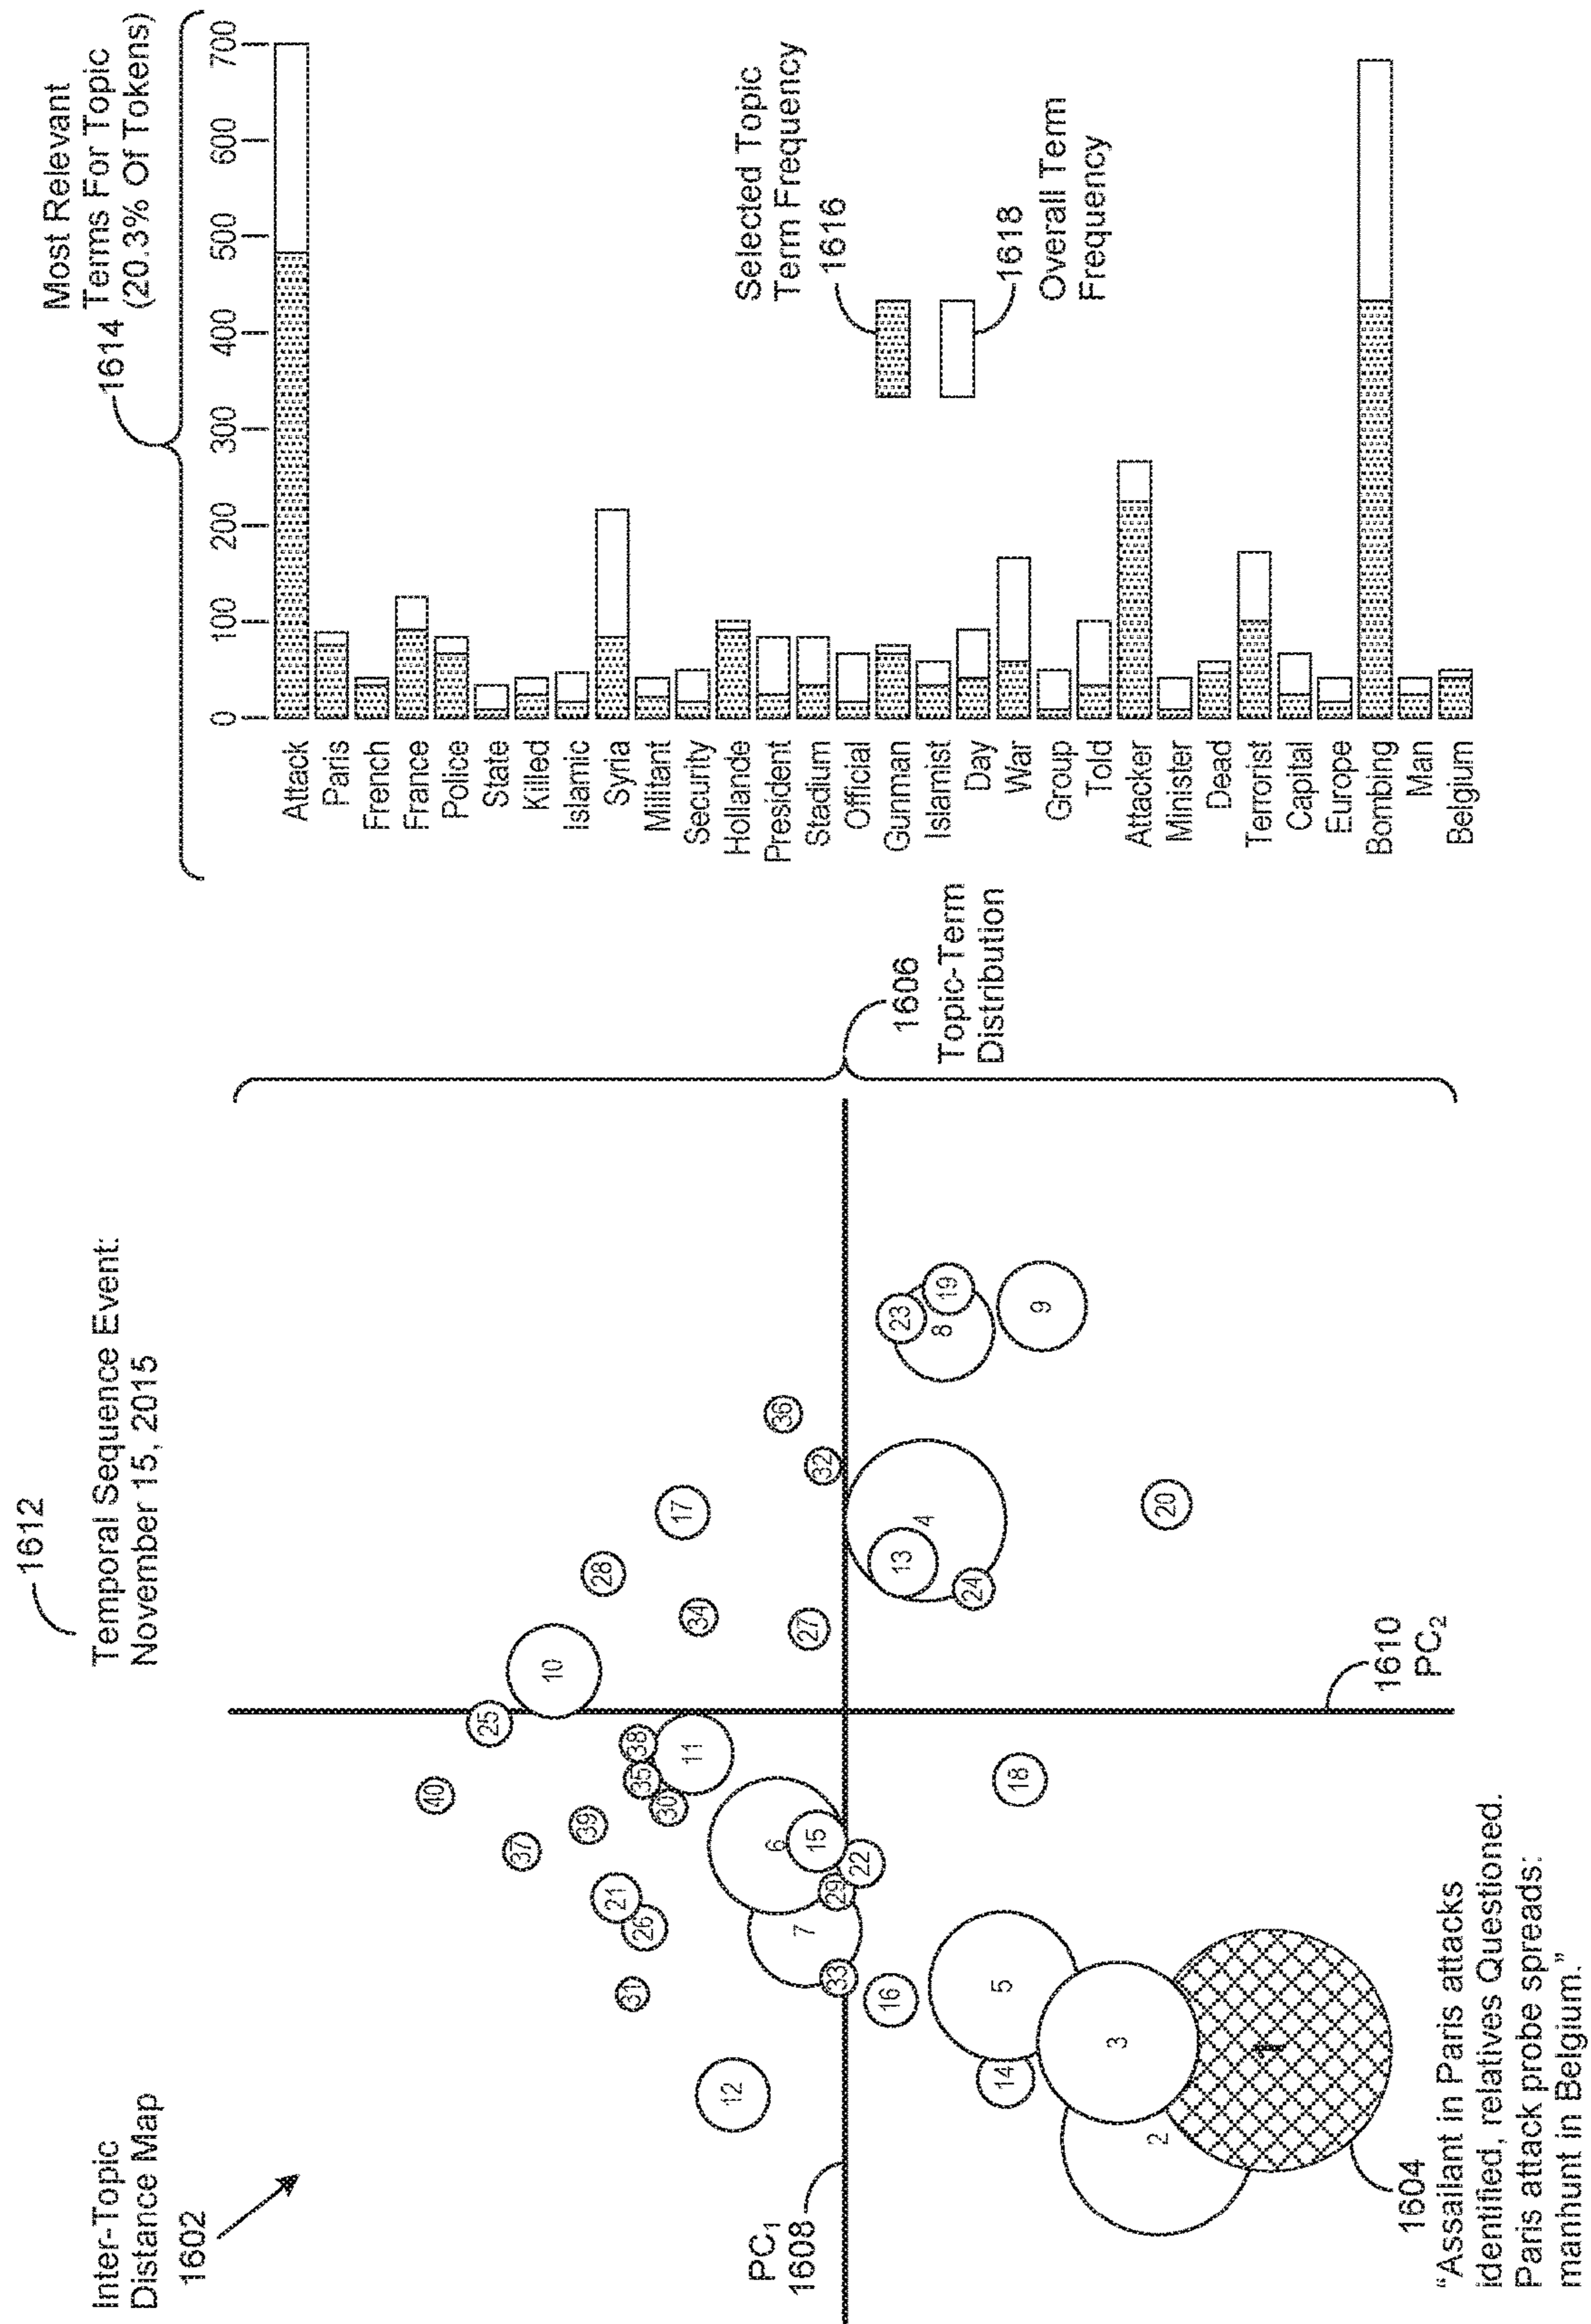 Inter-Topic
Distance Map
1602
1612
Temporal Sequence Event:
November 15, 2015
40
25
37
10
39
28
21
38
31
26
35
30
11
34
17
12
6
7
15
27
36
32
PC1
1608
33
29
22
16
23
19
8
13
4
24
14
5
18
9
3
20
2
1
1610
PC2
1604
"Assailant in Paris attacks
identified, relatives Questioned.
Paris attack probe spreads:
manhunt in Belgium."
1606
Topic-Term
Distribution
Most Relevant
1614 Terms For Topic
(20.3% Of Tokens)
0 100 200 300 400 500 600 700
Attack
Paris
French
France
Police
State
Killed
Islamic
Syria
Militant
Security
Hollande
President
Stadium
Official
Gunman
Islamist
Day
War
Group
Told
Attacker
Minister
Dead
Terrorist
Capital
Europe
Bombing
Man
Belgium
Selected Topic
Term Frequency
1616
1618
Overall Term
Frequency